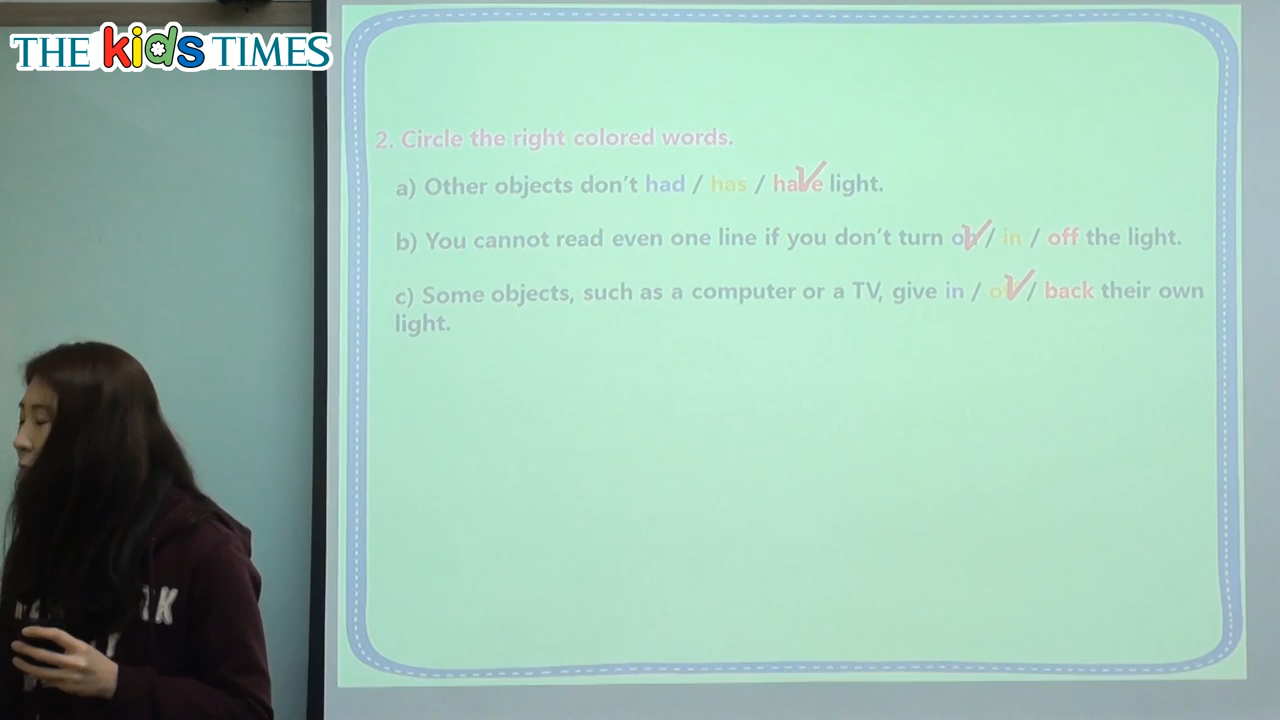 THE kids TIMES
2. Circle the right colored words.
a) Other objects don't had / has / have light.
b) You cannot read even one line if you don't turn / in / off the light.
c) Some objects, such as a computer or a TV, give in / / back their own
light.